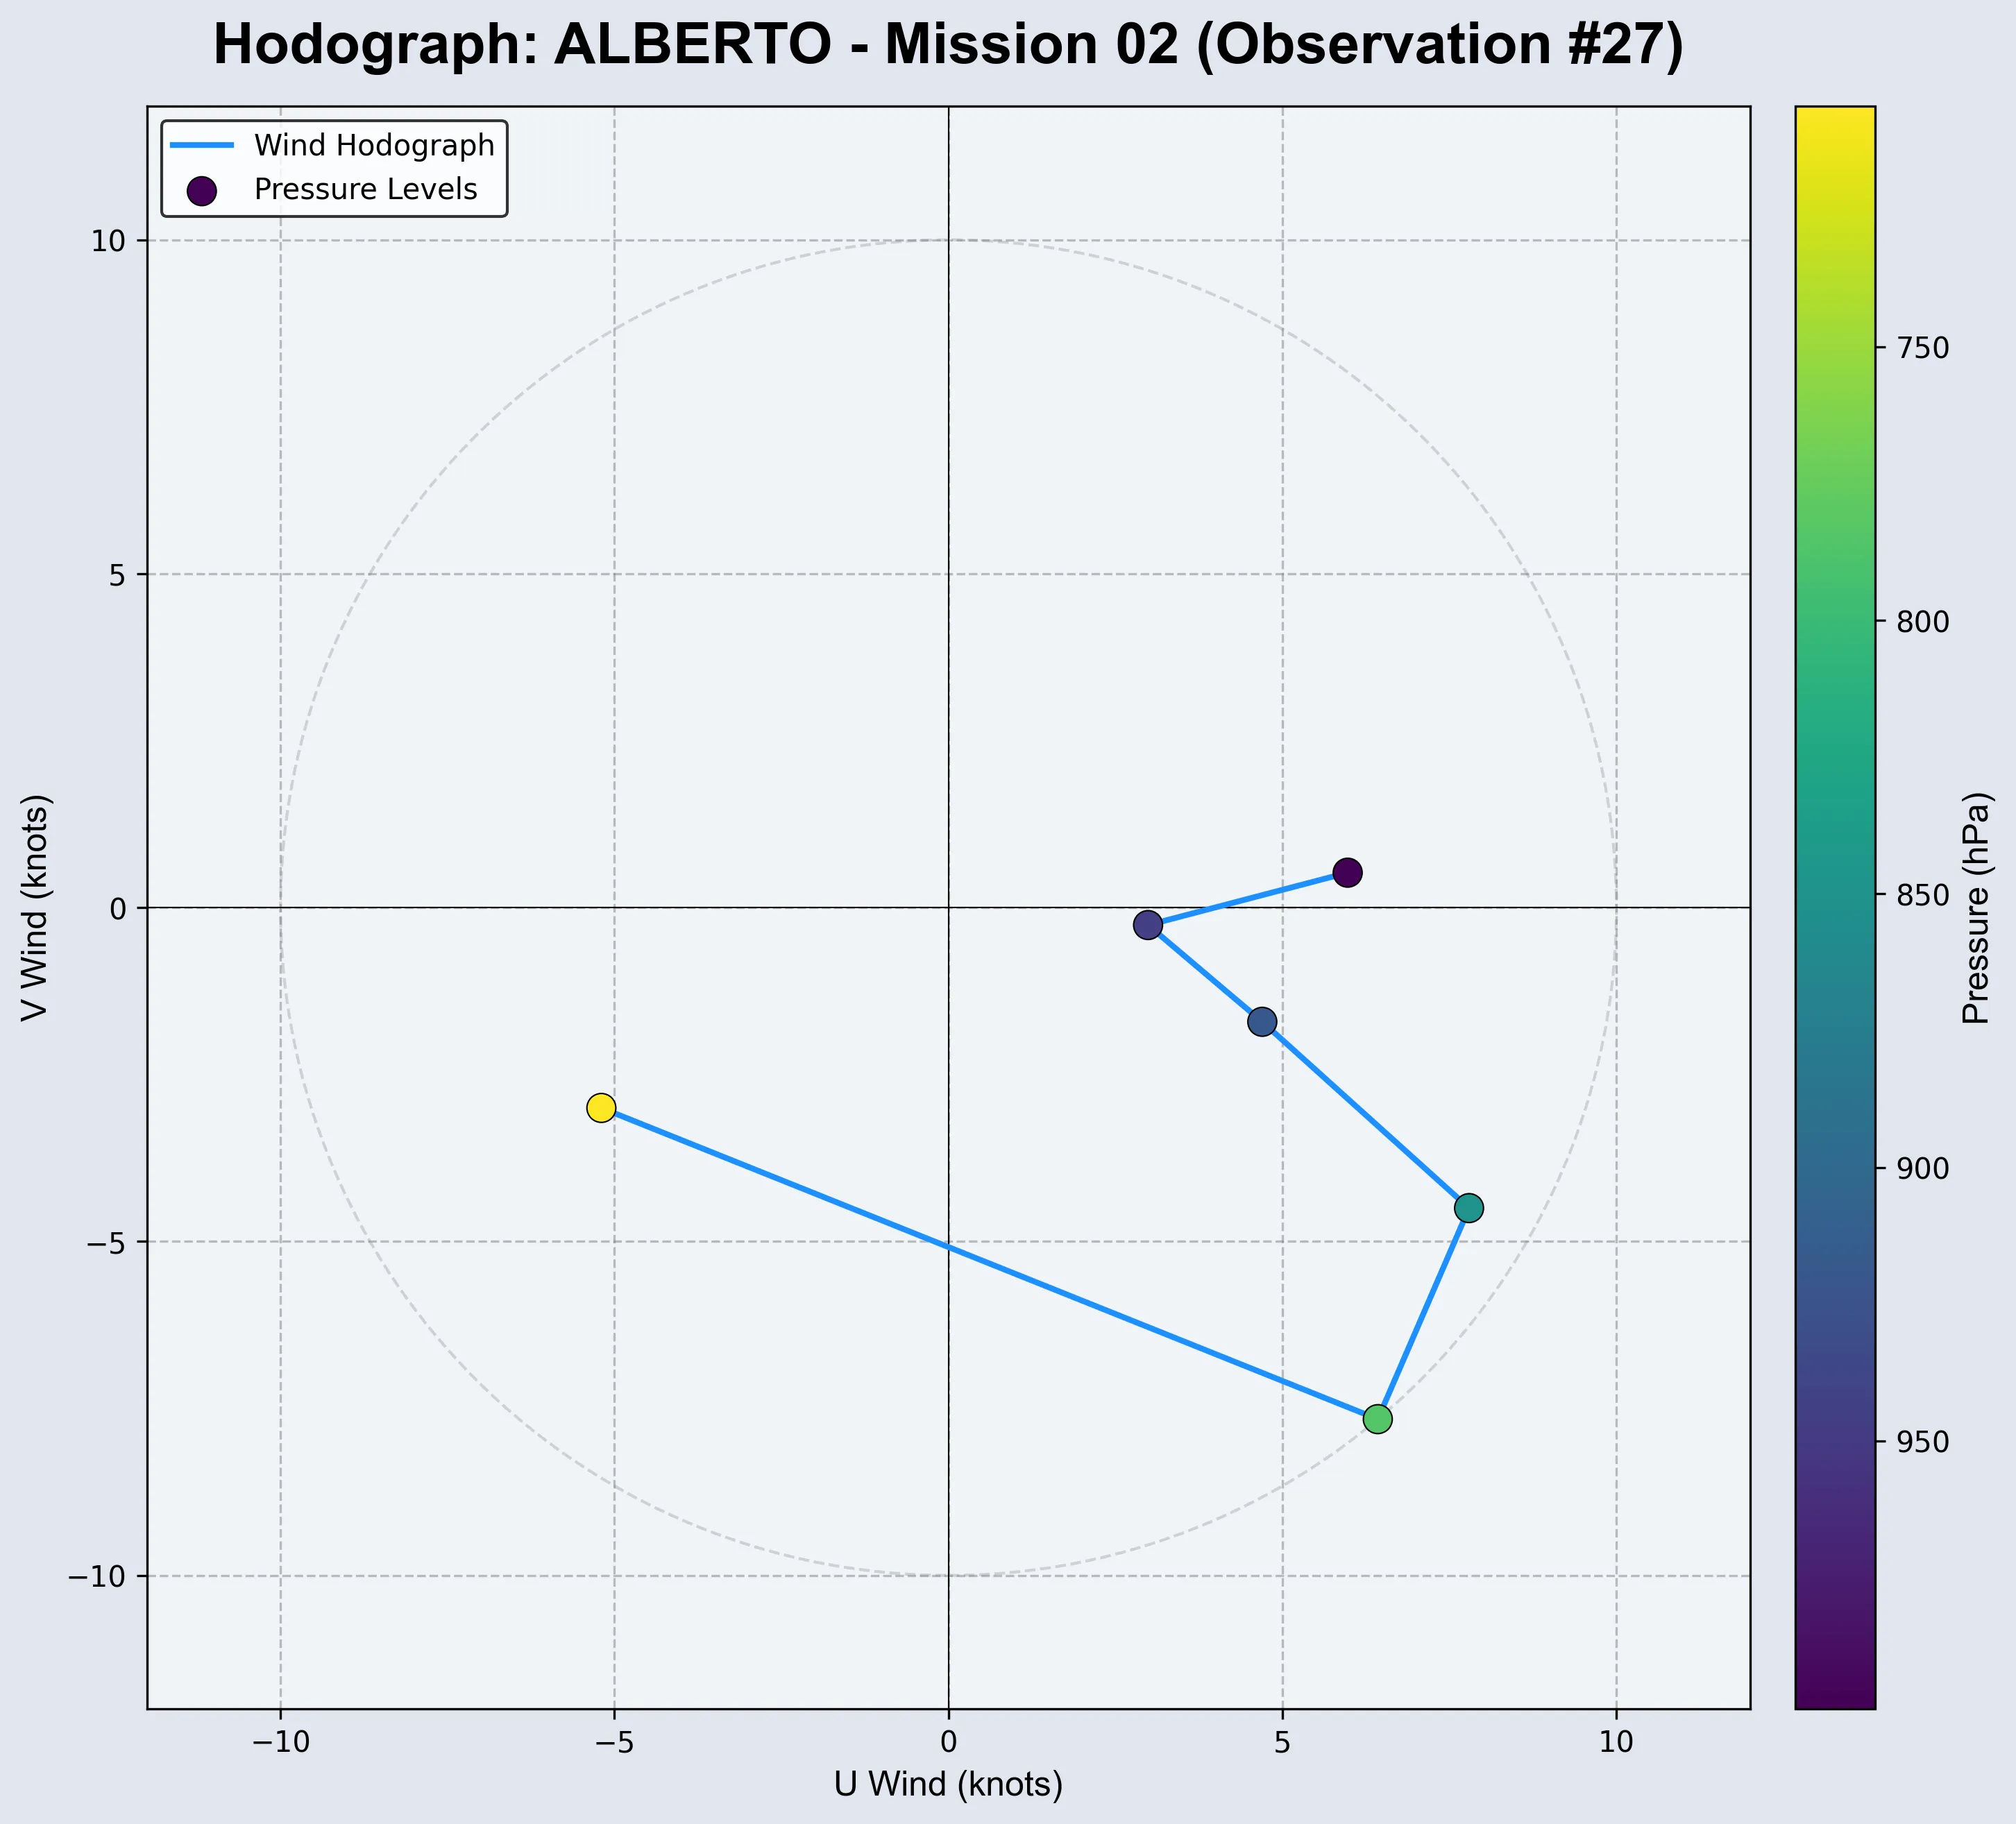 Hodograph: ALBERTO - Mission 02 (Observation #27)
Wind Hodograph
Pressure Levels
10
5
0
−5
−10
V Wind (knots)
−10
−5
0
5
10
U Wind (knots)
750
800
850
900
950
Pressure (hPa)